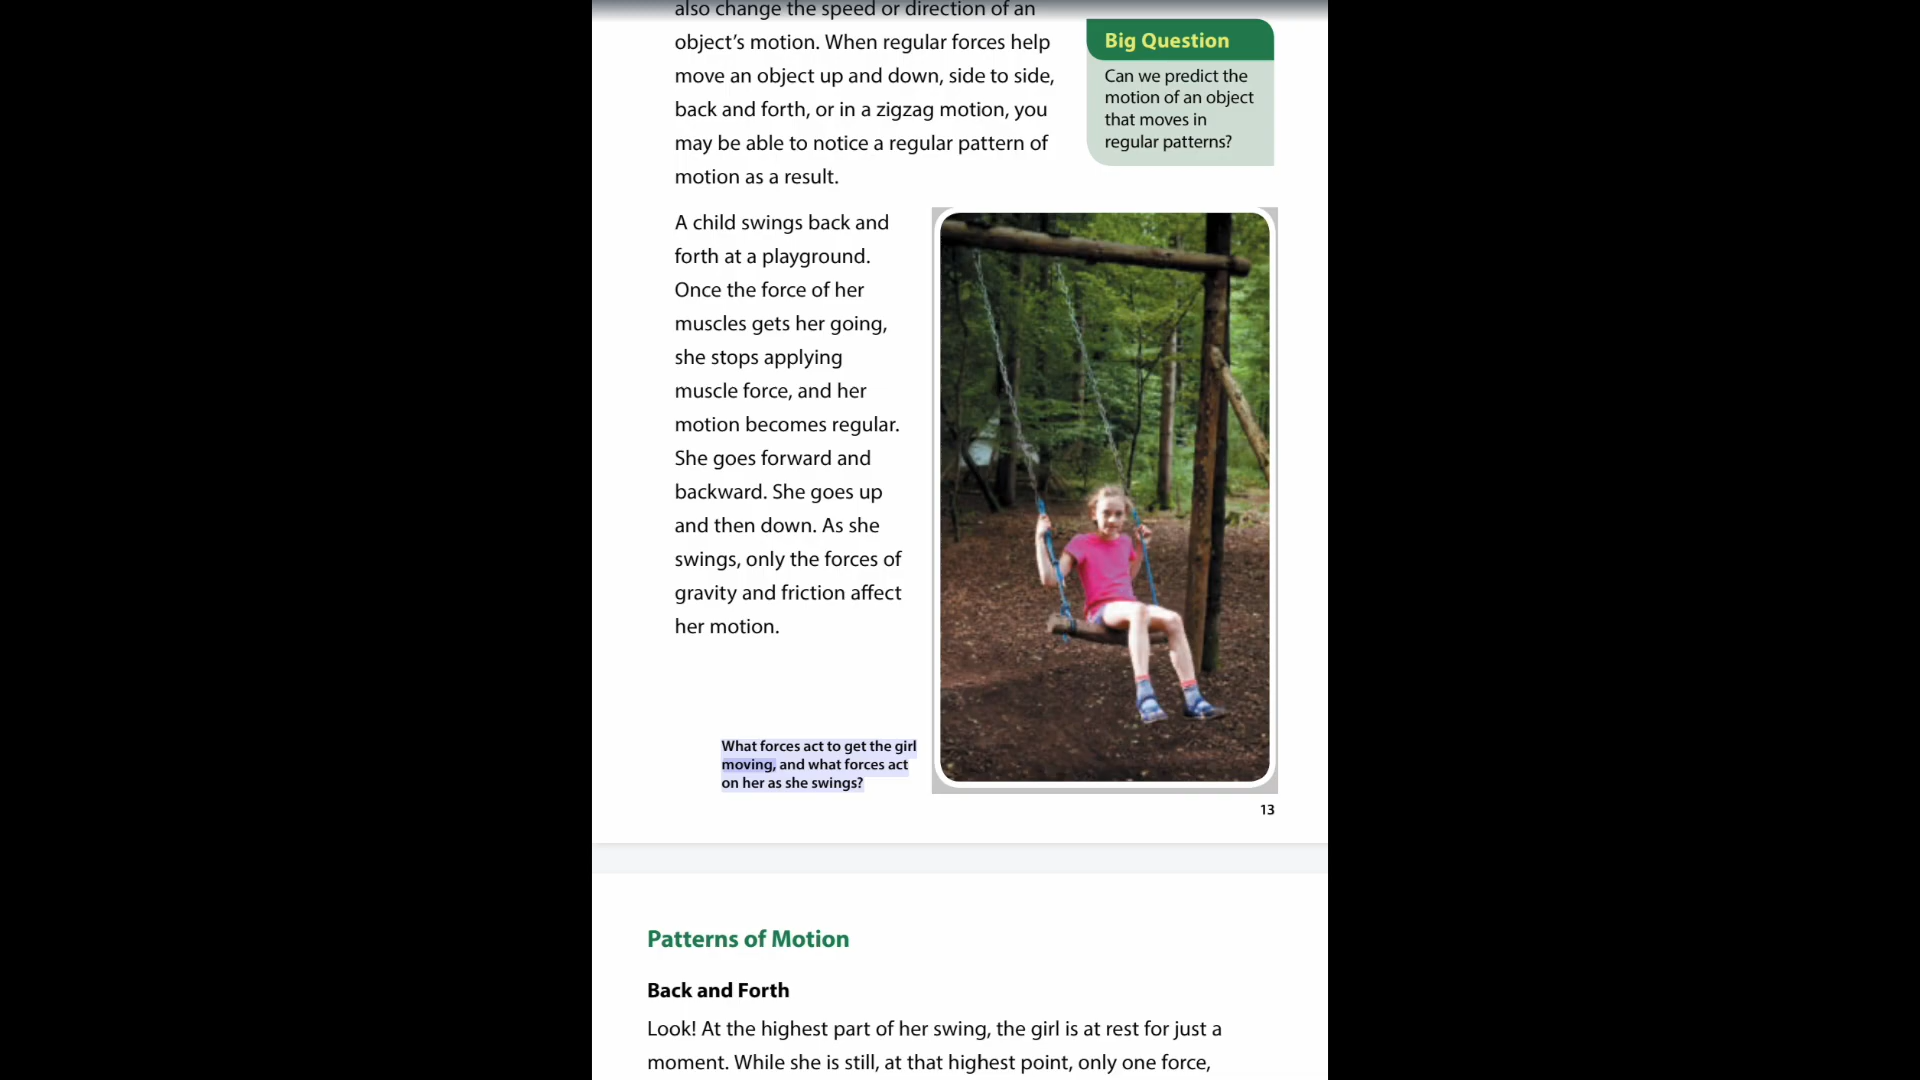 also change the speed or direction of an
object’s motion. When regular forces help
move an object up and down, side to side,
back and forth, or in a zigzag motion, you
may be able to notice a regular pattern of
motion as a result.
Big Question
Can we predict the
motion of an object
that moves in
regular patterns?
A child swings back and
forth at a playground.
Once the force of her
muscles gets her going,
she stops applying
muscle force, and her
motion becomes regular.
She goes forward and
backward. She goes up
and then down. As she
swings, only the forces of
gravity and friction affect
her motion.
What forces act to get the girl
moving, and what forces act
on her as she swings?
13
Patterns of Motion
Back and Forth
Look! At the highest part of her swing, the girl is at rest for just a
moment. While she is still, at that highest point, only one force,